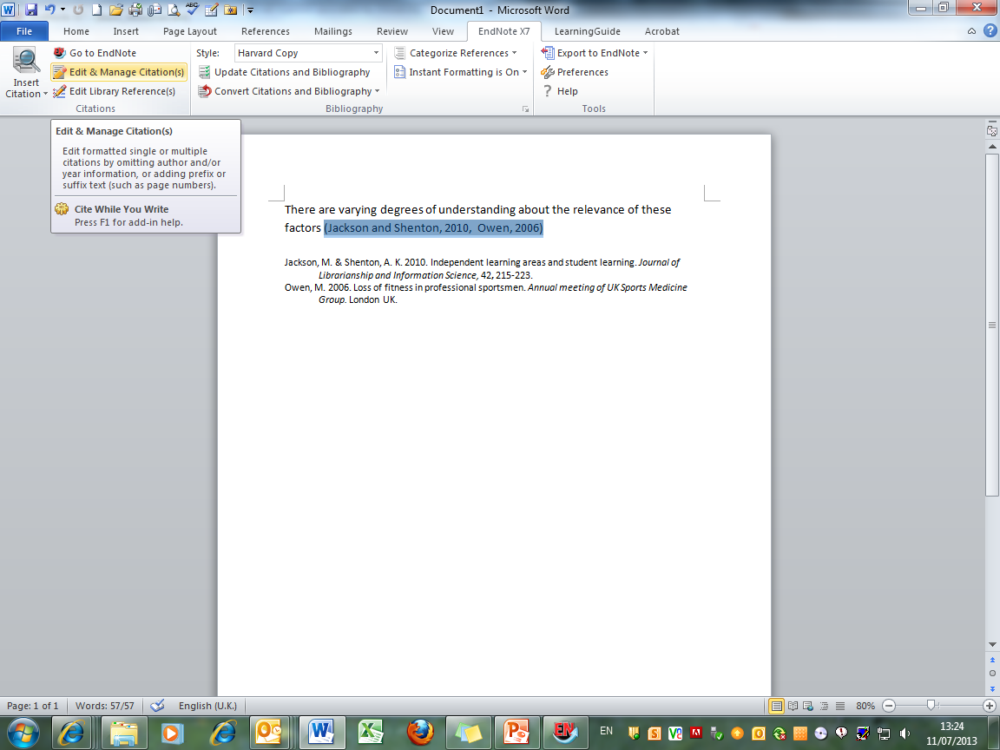 Document1 - Microsoft Word
File Home Insert Page Layout References Mailings Review View EndNote X7 LearningGuide Acrobat
Insert Citation
Go to EndNote
Edit & Manage Citation(s)
Edit Library Reference(s)
Citations
Style: Harvard Copy
Update Citations and Bibliography
Convert Citations and Bibliography
Bibliography
Categorize References
Instant Formatting is On
Export to EndNote
Preferences
Help
Tools
Edit & Manage Citation(s)
Edit formatted single or multiple
citations by omitting author and/or
year information, or adding prefix or
suffix text (such as page numbers).
Cite While You Write
Press F1 for add-in help.
There are varying degrees of understanding about the relevance of these
factors (Jackson and Shenton, 2010,  Owen, 2006)
Jackson, M. & Shenton, A. K. 2010. Independent learning areas and student learning. Journal of
Librarianship and Information Science, 42, 215-223.
Owen, M. 2006. Loss of fitness in professional sportsmen. Annual meeting of UK Sports Medicine
Group. London UK.
Page: 1 of 1 Words: 57/57 English (U.K.) 80%
EN
13:24
11/07/2013